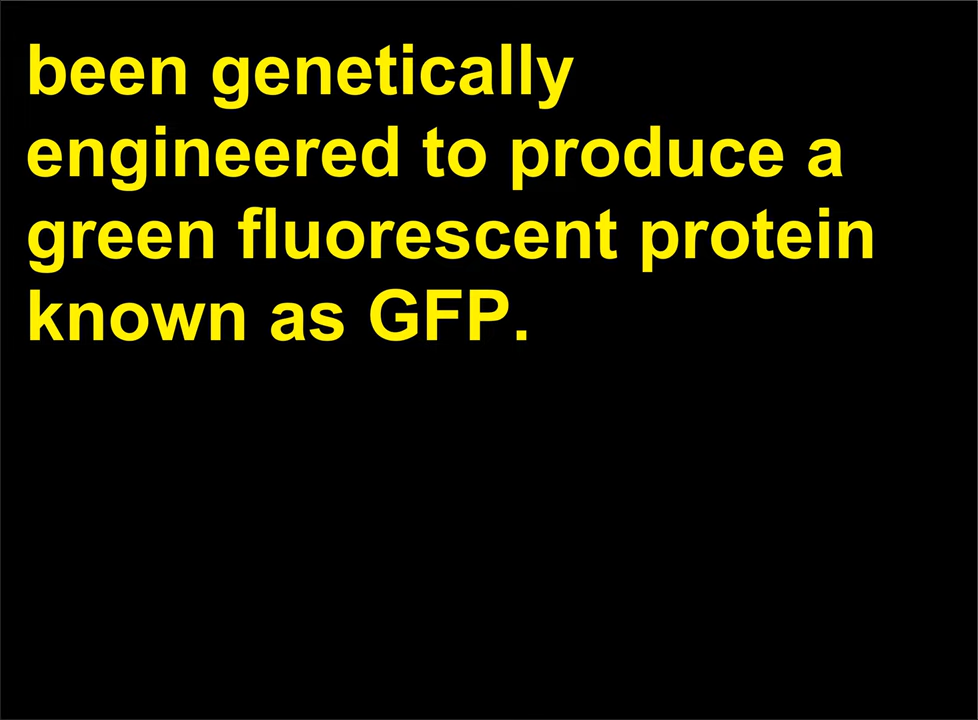 been genetically
engineered to produce a
green fluorescent protein
known as GFP.